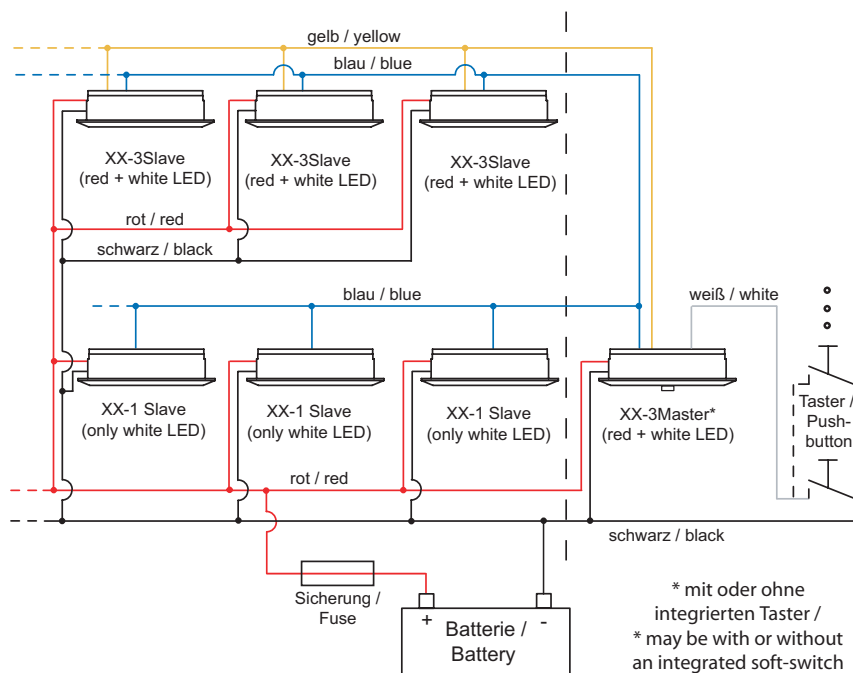 gelb / yellow
blau / blue
XX-3Slave
(red + white LED)
XX-3Slave
(red + white LED)
XX-3Slave
(red + white LED)
rot / red
schwarz / black
blau / blue
weiß / white
XX-1 Slave
(only white LED)
XX-1 Slave
(only white LED)
XX-1 Slave
(only white LED)
XX-3Master*
(red + white LED)
Taster /
Push-
button
rot / red
schwarz / black
Sicherung /
Fuse
+
-
Batterie /
Battery
* mit oder ohne
integrierten Taster /
* may be with or without
an integrated soft-switch